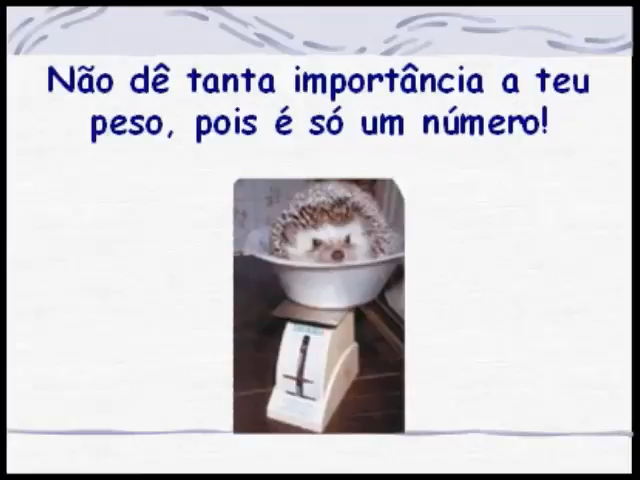 Não dê tanta importância a teu
peso, pois é só um número!